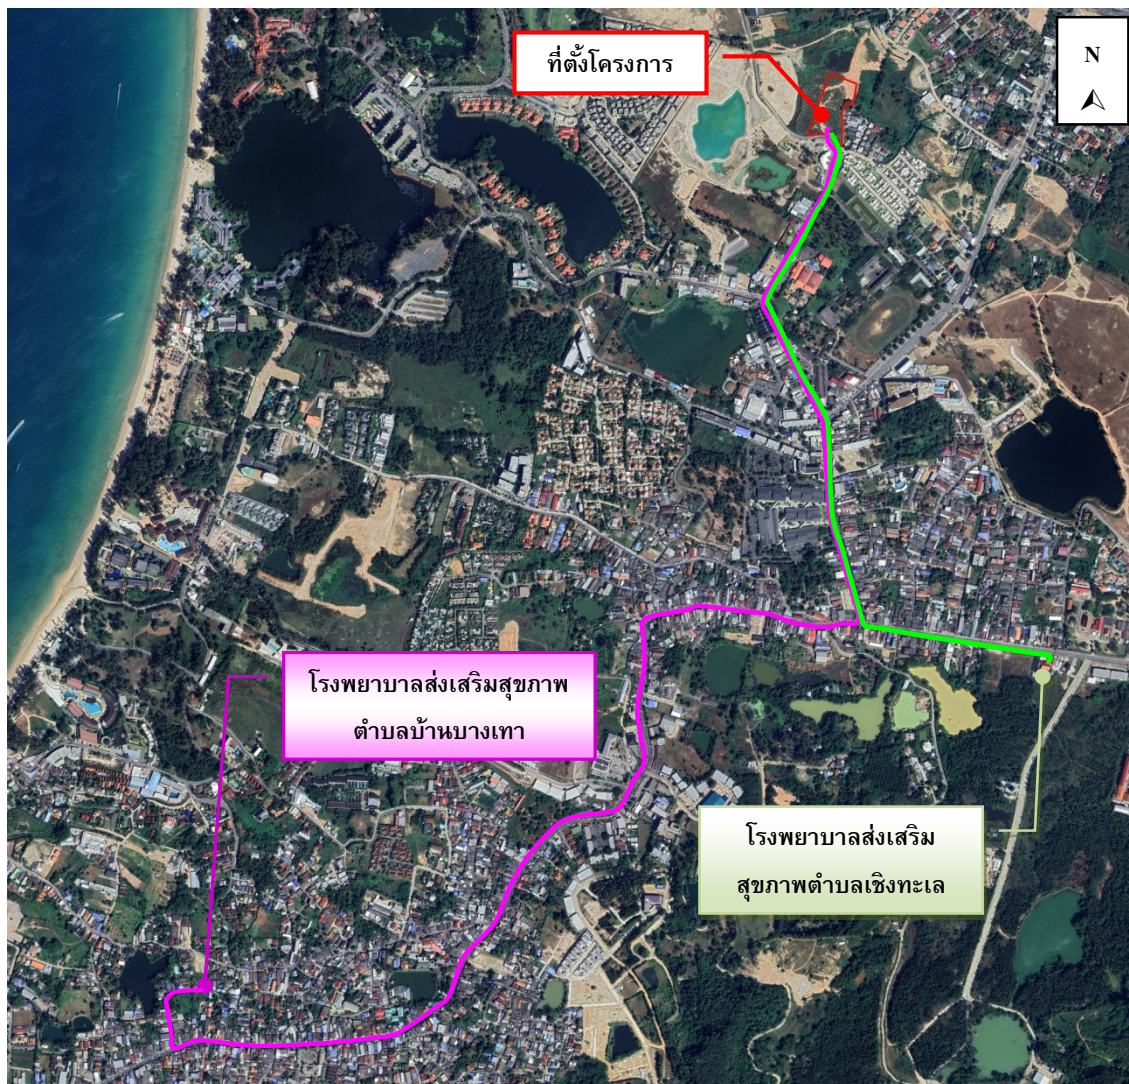 ที่ตั้งโครงการ
N
โรงพยาบาลส่งเสริมสุขภาพ
ตำบลบ้านบางเทา
โรงพยาบาลส่งเสริม
สุขภาพตำบลเชิงทะเล